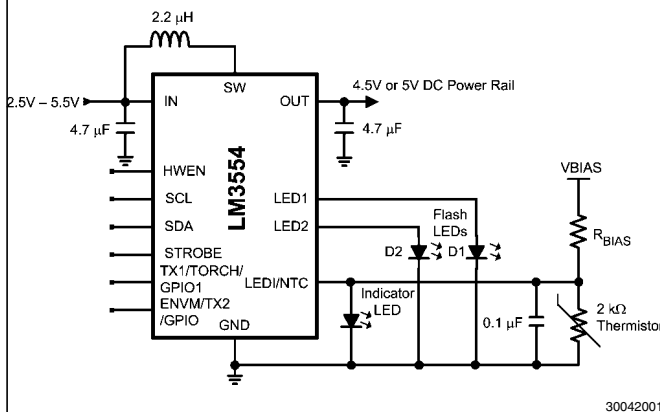 2.2 µH
SW
2.5V – 5.5V
IN
OUT
4.5V or 5V DC Power Rail
4.7 µF
4.7 µF
LM3554
VBIAS
HWEN
SCL
LED1
SDA
LED2
Flash
LEDs
RBIAS
STROBE
D2
D1
TX1/TORCH/
GPIO1
LEDI/NTC
Indicator
LED
ENVM/TX2
/GPIO
0.1 µF
2 kΩ
Thermistor
GND
30042001